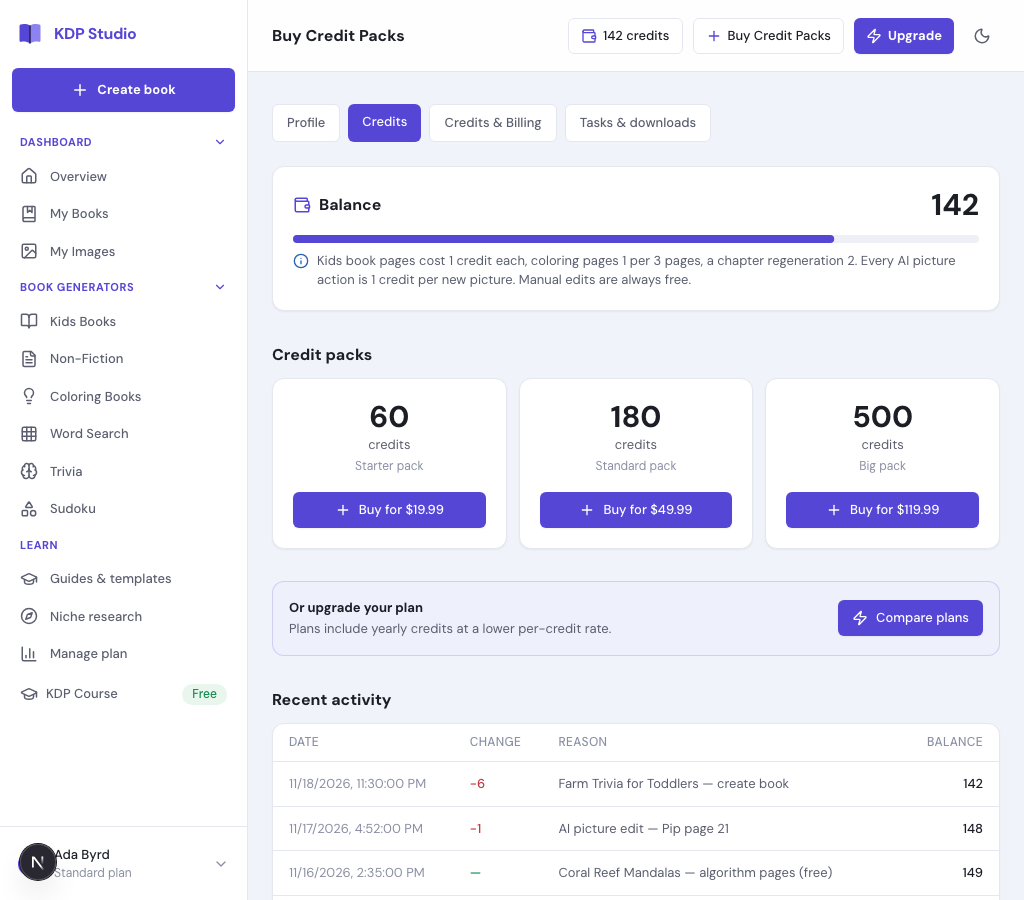 KDP Studio
Create book
DASHBOARD
Overview
My Books
My Images
BOOK GENERATORS
Kids Books
Non-Fiction
Coloring Books
Word Search
Trivia
Sudoku
LEARN
Guides & templates
Niche research
Manage plan
KDP Course Free
N
Ada Byrd
Standard plan
Buy Credit Packs
142 credits
Buy Credit Packs
Upgrade
Profile Credits Credits & Billing Tasks & downloads
Balance 142
Kids book pages cost 1 credit each, coloring pages 1 per 3 pages, a chapter regeneration 2. Every AI picture
action is 1 credit per new picture. Manual edits are always free.
Credit packs
60
credits
Starter pack
Buy for $19.99
180
credits
Standard pack
Buy for $49.99
500
credits
Big pack
Buy for $119.99
Or upgrade your plan
Plans include yearly credits at a lower per-credit rate.
Compare plans
Recent activity
DATE CHANGE REASON BALANCE
11/18/2026, 11:30:00 PM -6 Farm Trivia for Toddlers — create book 142
11/17/2026, 4:52:00 PM -1 AI picture edit — Pip page 21 148
11/16/2026, 2:35:00 PM — Coral Reef Mandalas — algorithm pages (free) 149